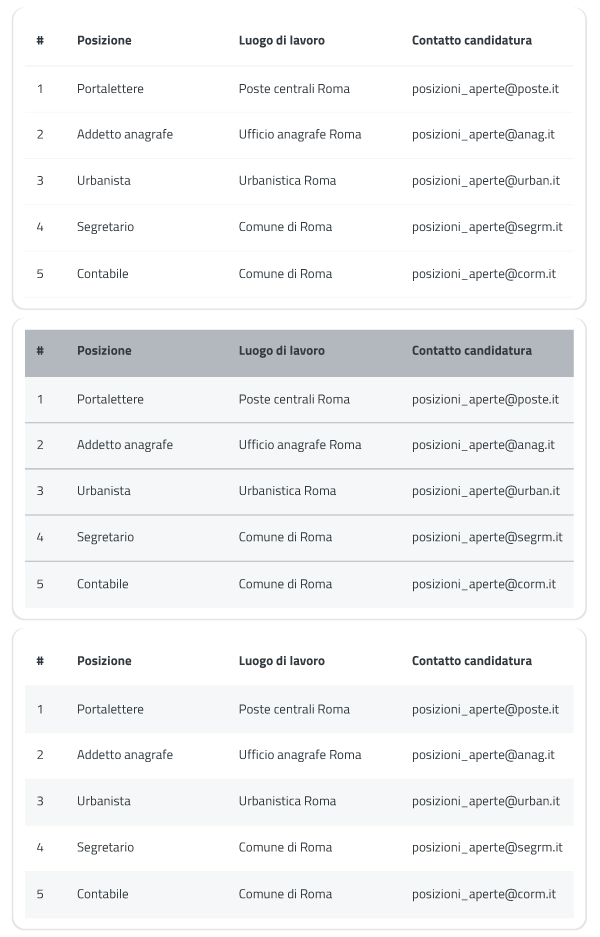 # Posizione Luogo di lavoro Contatto candidatura
1 Portalettere Poste centrali Roma posizioni_aperte@poste.it
2 Addetto anagrafe Ufficio anagrafe Roma posizioni_aperte@anag.it
3 Urbanista Urbanistica Roma posizioni_aperte@urban.it
4 Segretario Comune di Roma posizioni_aperte@segrm.it
5 Contabile Comune di Roma posizioni_aperte@corm.it
# Posizione Luogo di lavoro Contatto candidatura
1 Portalettere Poste centrali Roma posizioni_aperte@poste.it
2 Addetto anagrafe Ufficio anagrafe Roma posizioni_aperte@anag.it
3 Urbanista Urbanistica Roma posizioni_aperte@urban.it
4 Segretario Comune di Roma posizioni_aperte@segrm.it
5 Contabile Comune di Roma posizioni_aperte@corm.it
# Posizione Luogo di lavoro Contatto candidatura
1 Portalettere Poste centrali Roma posizioni_aperte@poste.it
2 Addetto anagrafe Ufficio anagrafe Roma posizioni_aperte@anag.it
3 Urbanista Urbanistica Roma posizioni_aperte@urban.it
4 Segretario Comune di Roma posizioni_aperte@segrm.it
5 Contabile Comune di Roma posizioni_aperte@corm.it